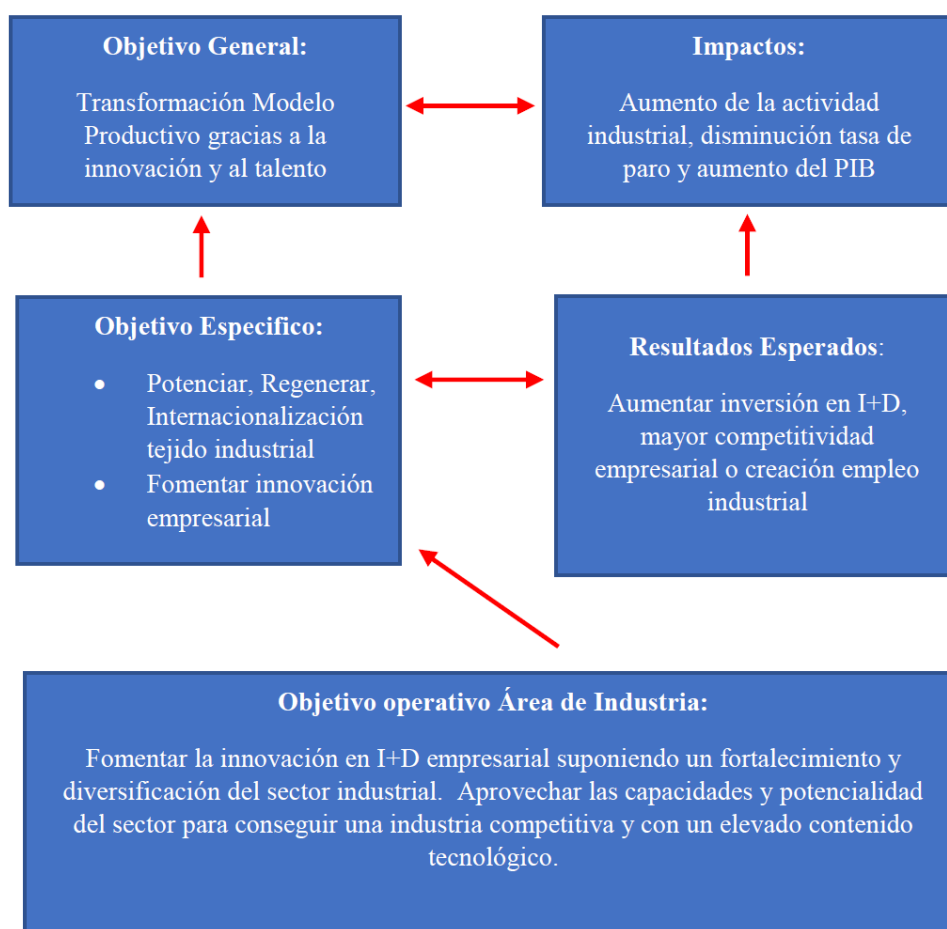 Objetivo General:
Transformación Modelo
Productivo gracias a la
innovación y al talento
Impactos:
Aumento de la actividad
industrial, disminución tasa de
paro y aumento del PIB
Objetivo Especifico:
• Potenciar, Regenerar,
Internacionalización
tejido industrial
• Fomentar innovación
empresarial
Resultados Esperados:
Aumentar inversión en I+D,
mayor competitividad
empresarial o creación empleo
industrial
Objetivo operativo Área de Industria:
Fomentar la innovación en I+D empresarial suponiendo un fortalecimiento y
diversificación del sector industrial. Aprovechar las capacidades y potencialidad
del sector para conseguir una industria competitiva y con un elevado contenido
tecnológico.